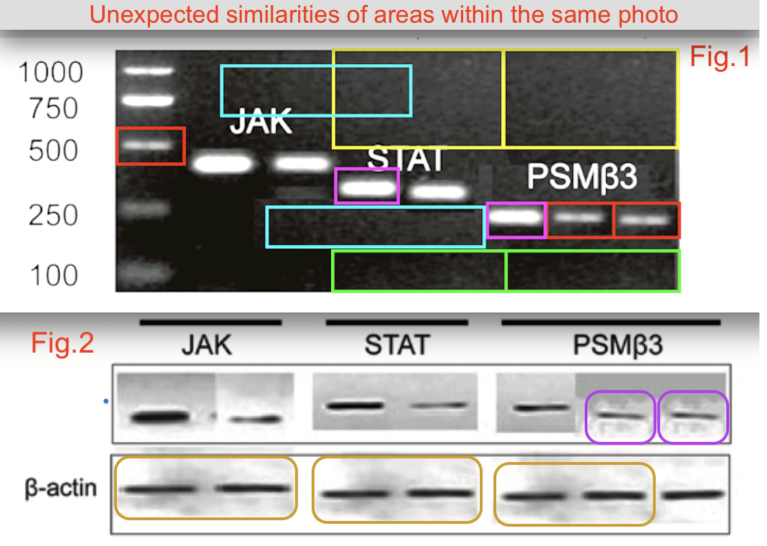 Unexpected similarities of areas within the same photo
Fig.1
1000
750
JAK
500
STAT
PSMβ3
250
100
Fig.2
JAK STAT PSMβ3
β-actin